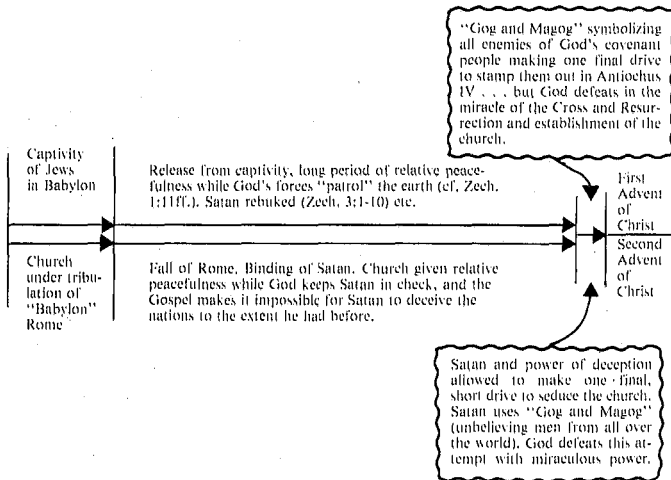 "Gog and Magog" symbolizing
all enemies of God's covenant
people making one final drive
to stamp them out in Antiochus
IV . . . but God defeats in the
miracle of the Cross and Resur-
rection and establishment of the
church.
Captivity
of Jews
in Babylon
Release from captivity, long period of relative peace-
fulness while God's forces "patrol" the earth (cf. Zech.
1:11ff.). Satan rebuked (Zech. 3:1-10) etc.
First
Advent
of
Christ
Church
under tribu-
lation of
"Babylon"
Rome
Fall of Rome. Binding of Satan. Church given relative
peacefulness while God keeps Satan in check, and the
Gospel makes it impossible for Satan to deceive the
nations to the extent he had before.
Second
Advent
of
Christ
Satan and power of deception
allowed to make one final,
short drive to seduce the church.
Satan uses "Gog and Magog"
(unbelieving men from all over
the world). God defeats this at-
tempt with miraculous power.